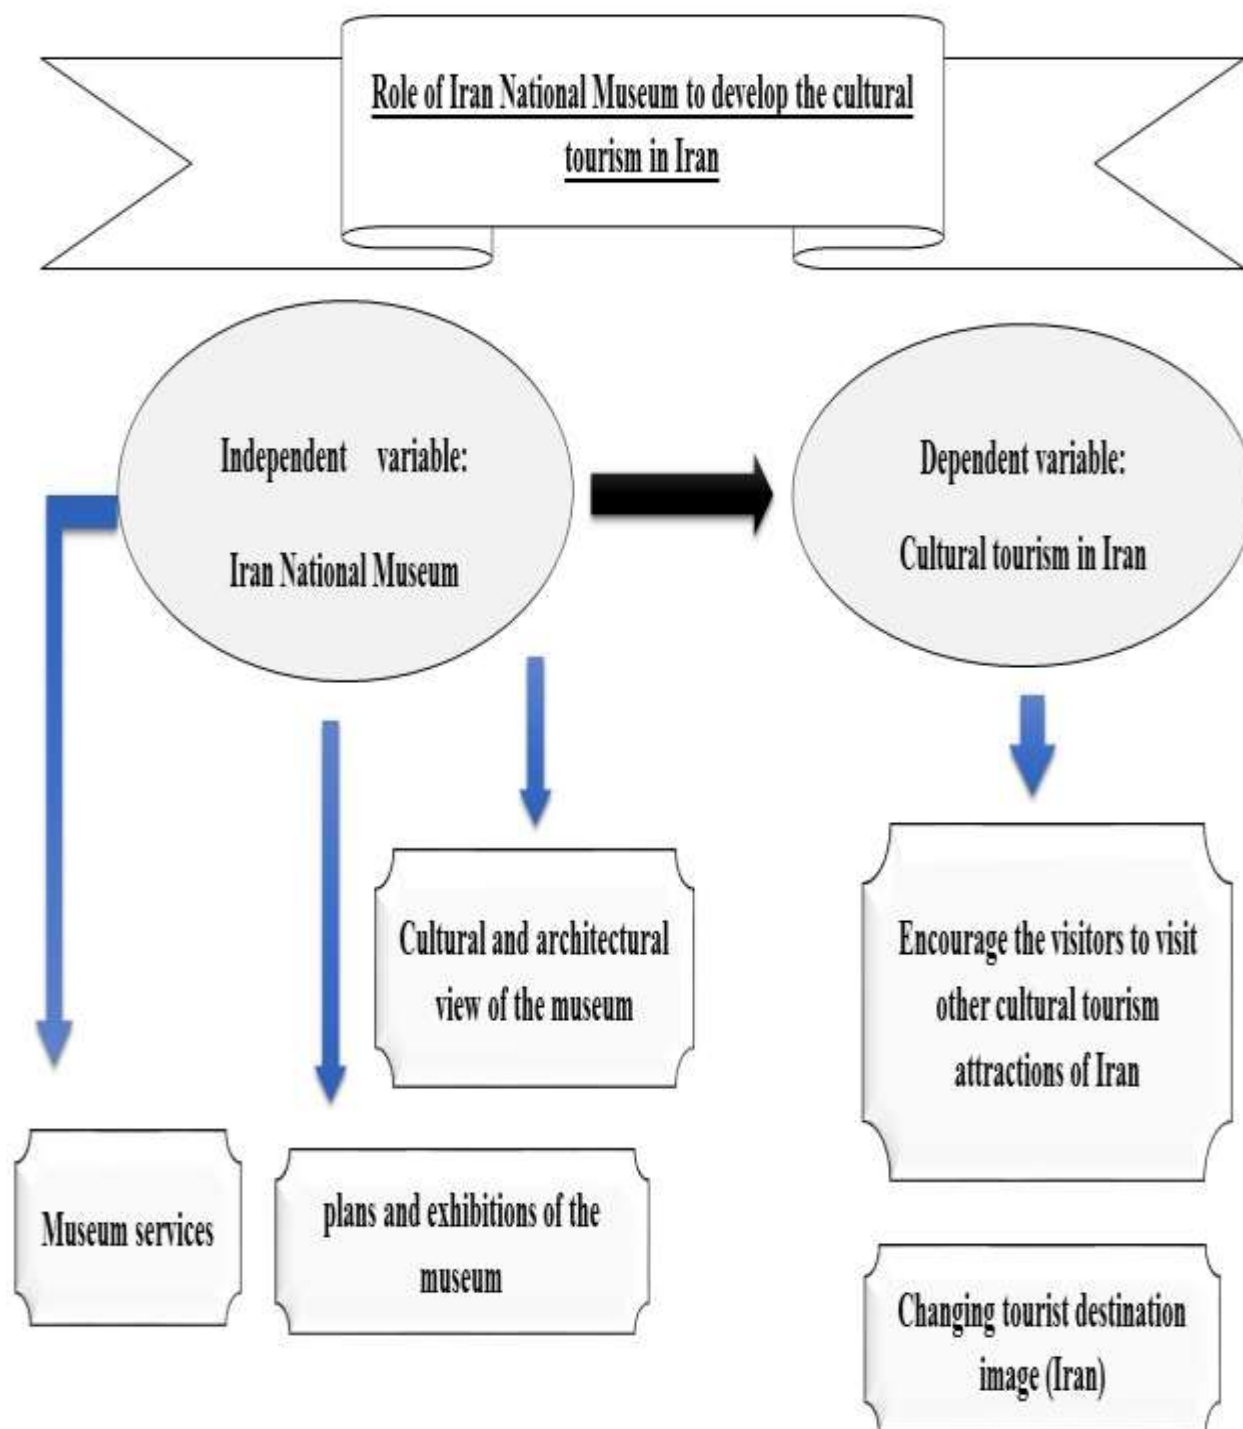 Role of Iran National Museum to develop the cultural
tourism in Iran
Independent variable:
Iran National Museum
Dependent variable:
Cultural tourism in Iran
Cultural and architectural
view of the museum
Encourage the visitors to visit
other cultural tourism
attractions of Iran
Museum services
plans and exhibitions of the
museum
Changing tourist destination
image (Iran)